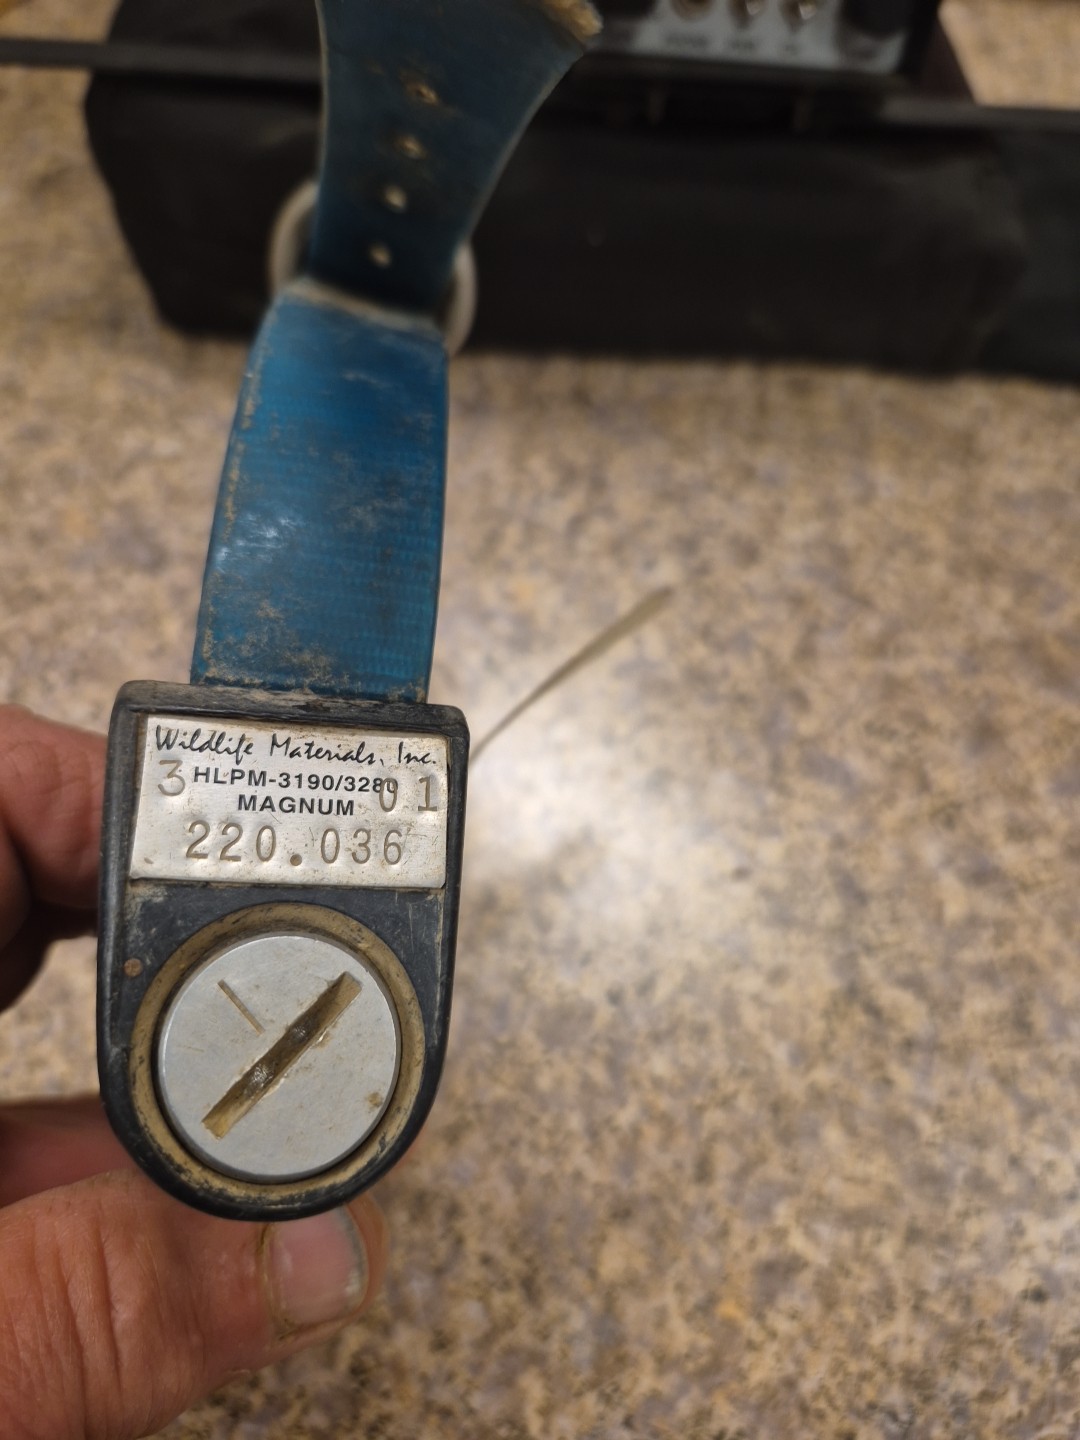 Wildlife Materials, Inc.
3 HLPM-3190/3280 01
MAGNUM
220.036